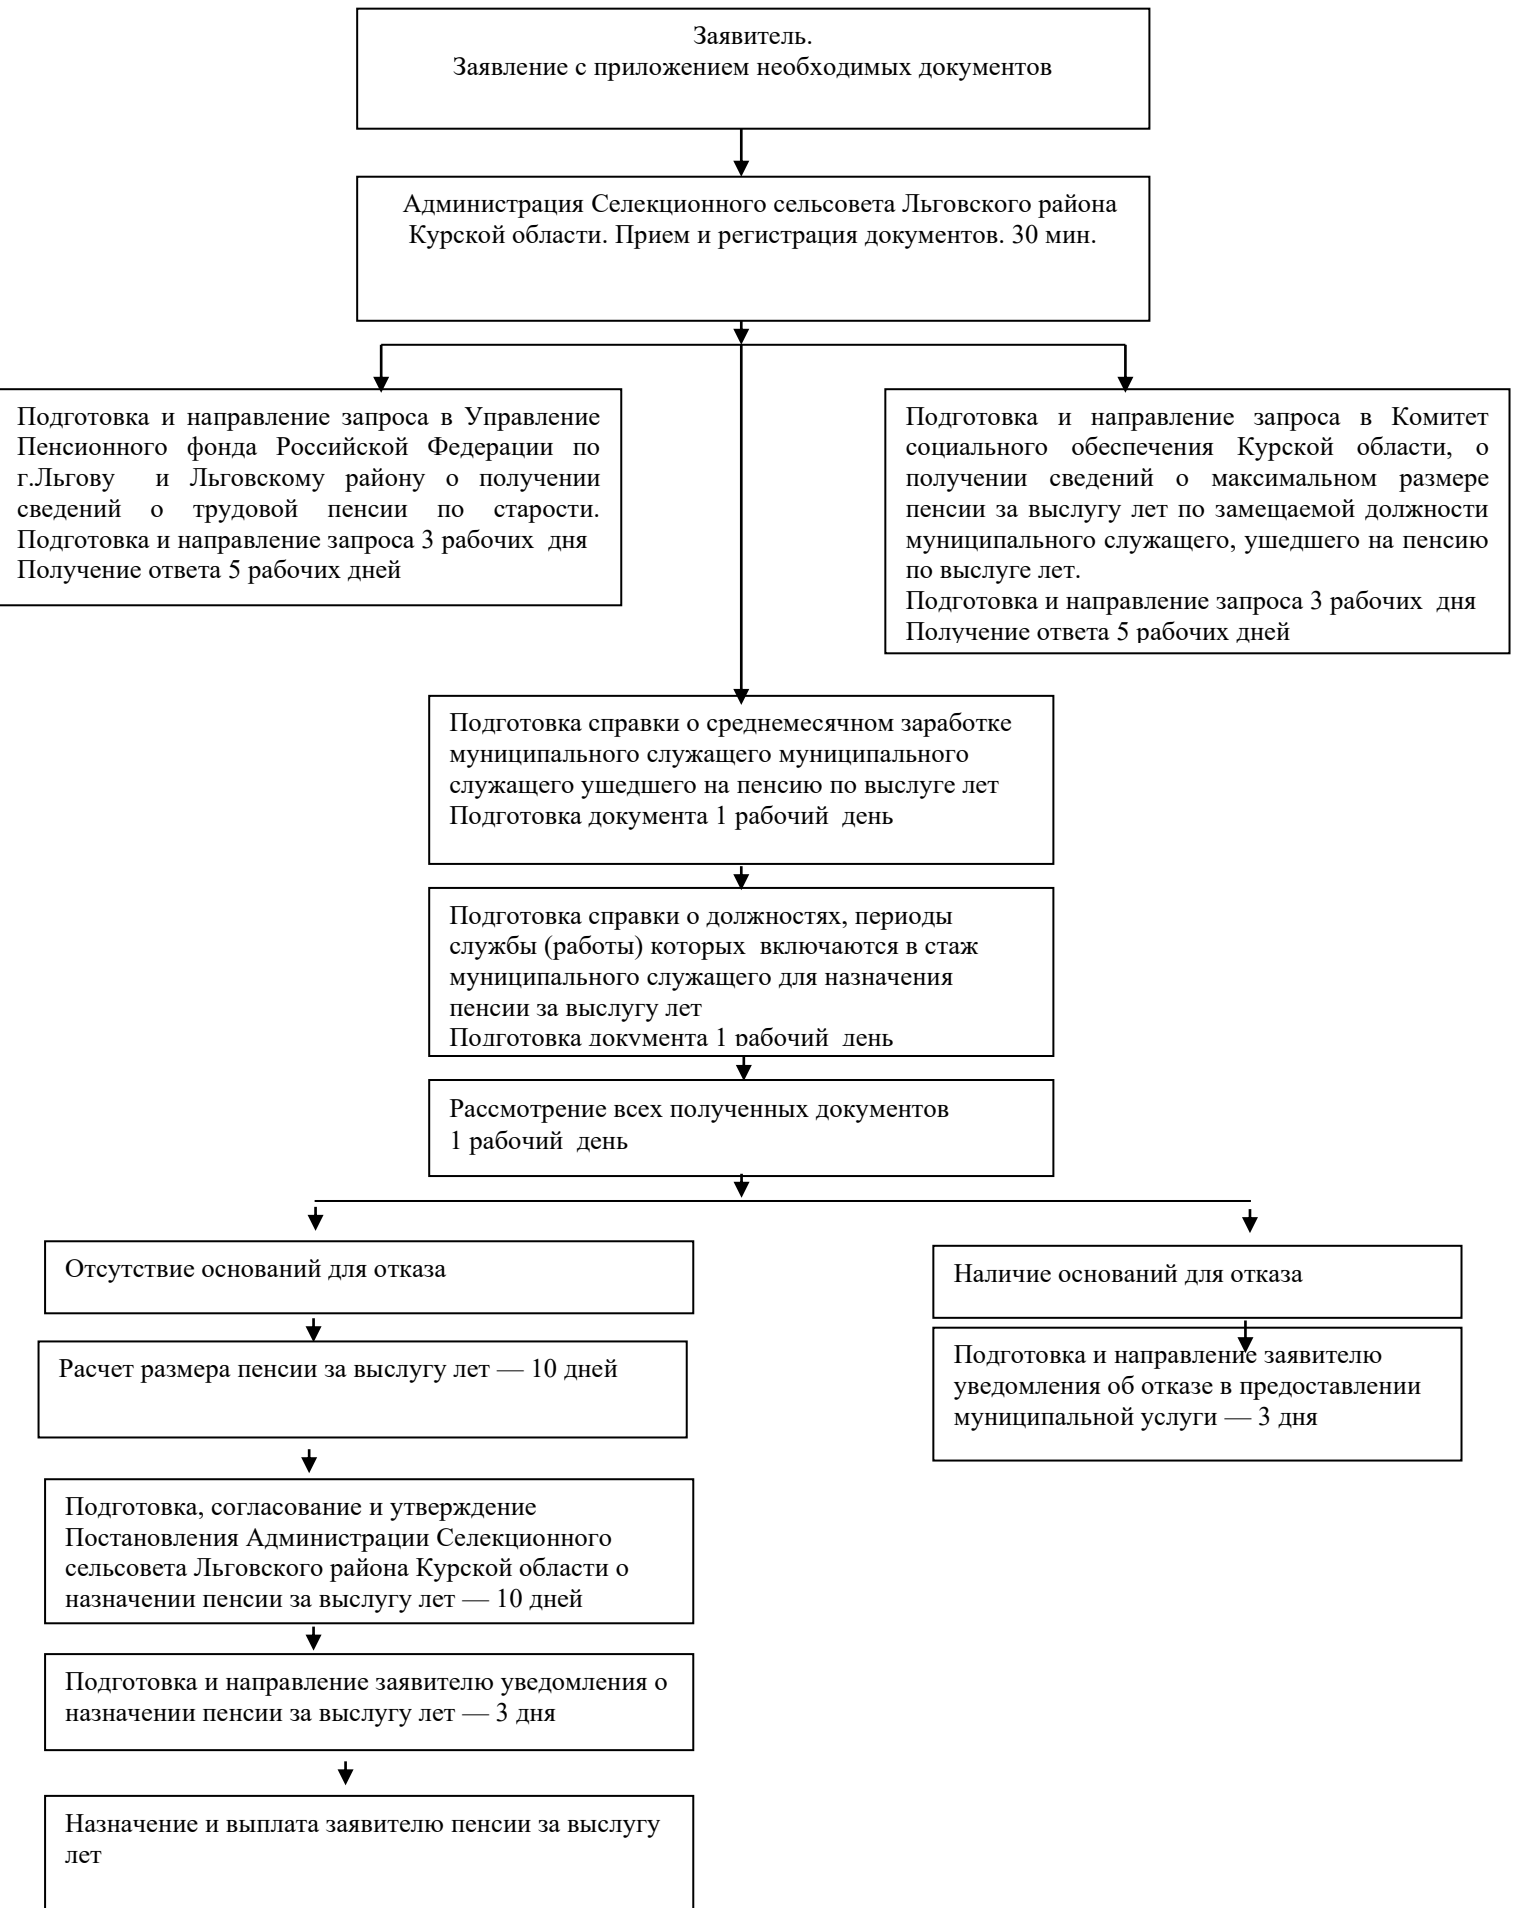 Заявитель.
Заявление с приложением необходимых документов
Администрация Селекционного сельсовета Льговского района
Курской области. Прием и регистрация документов. 30 мин.
Подготовка и направление запроса в Управление
Пенсионного фонда Российской Федерации по
г.Льгову и Льговскому району о получении
сведений о трудовой пенсии по старости.
Подготовка и направление запроса 3 рабочих дня
Получение ответа 5 рабочих дней
Подготовка и направление запроса в Комитет
социального обеспечения Курской области, о
получении сведений о максимальном размере
пенсии за выслугу лет по замещаемой должности
муниципального служащего, ушедшего на пенсию
по выслуге лет.
Подготовка и направление запроса 3 рабочих дня
Получение ответа 5 рабочих дней
Подготовка справки о среднемесячном заработке
муниципального служащего муниципального
служащего ушедшего на пенсию по выслуге лет
Подготовка документа 1 рабочий день
Подготовка справки о должностях, периоды
службы (работы) которых включаются в стаж
муниципального служащего для назначения
пенсии за выслугу лет
Подготовка документа 1 рабочий день
Рассмотрение всех полученных документов
1 рабочий день
Отсутствие оснований для отказа
Наличие оснований для отказа
Расчет размера пенсии за выслугу лет — 10 дней
Подготовка и направление заявителю
уведомления об отказе в предоставлении
муниципальной услуги — 3 дня
Подготовка, согласование и утверждение
Постановления Администрации Селекционного
сельсовета Льговского района Курской области о
назначении пенсии за выслугу лет — 10 дней
Подготовка и направление заявителю уведомления о
назначении пенсии за выслугу лет — 3 дня
Назначение и выплата заявителю пенсии за выслугу
лет